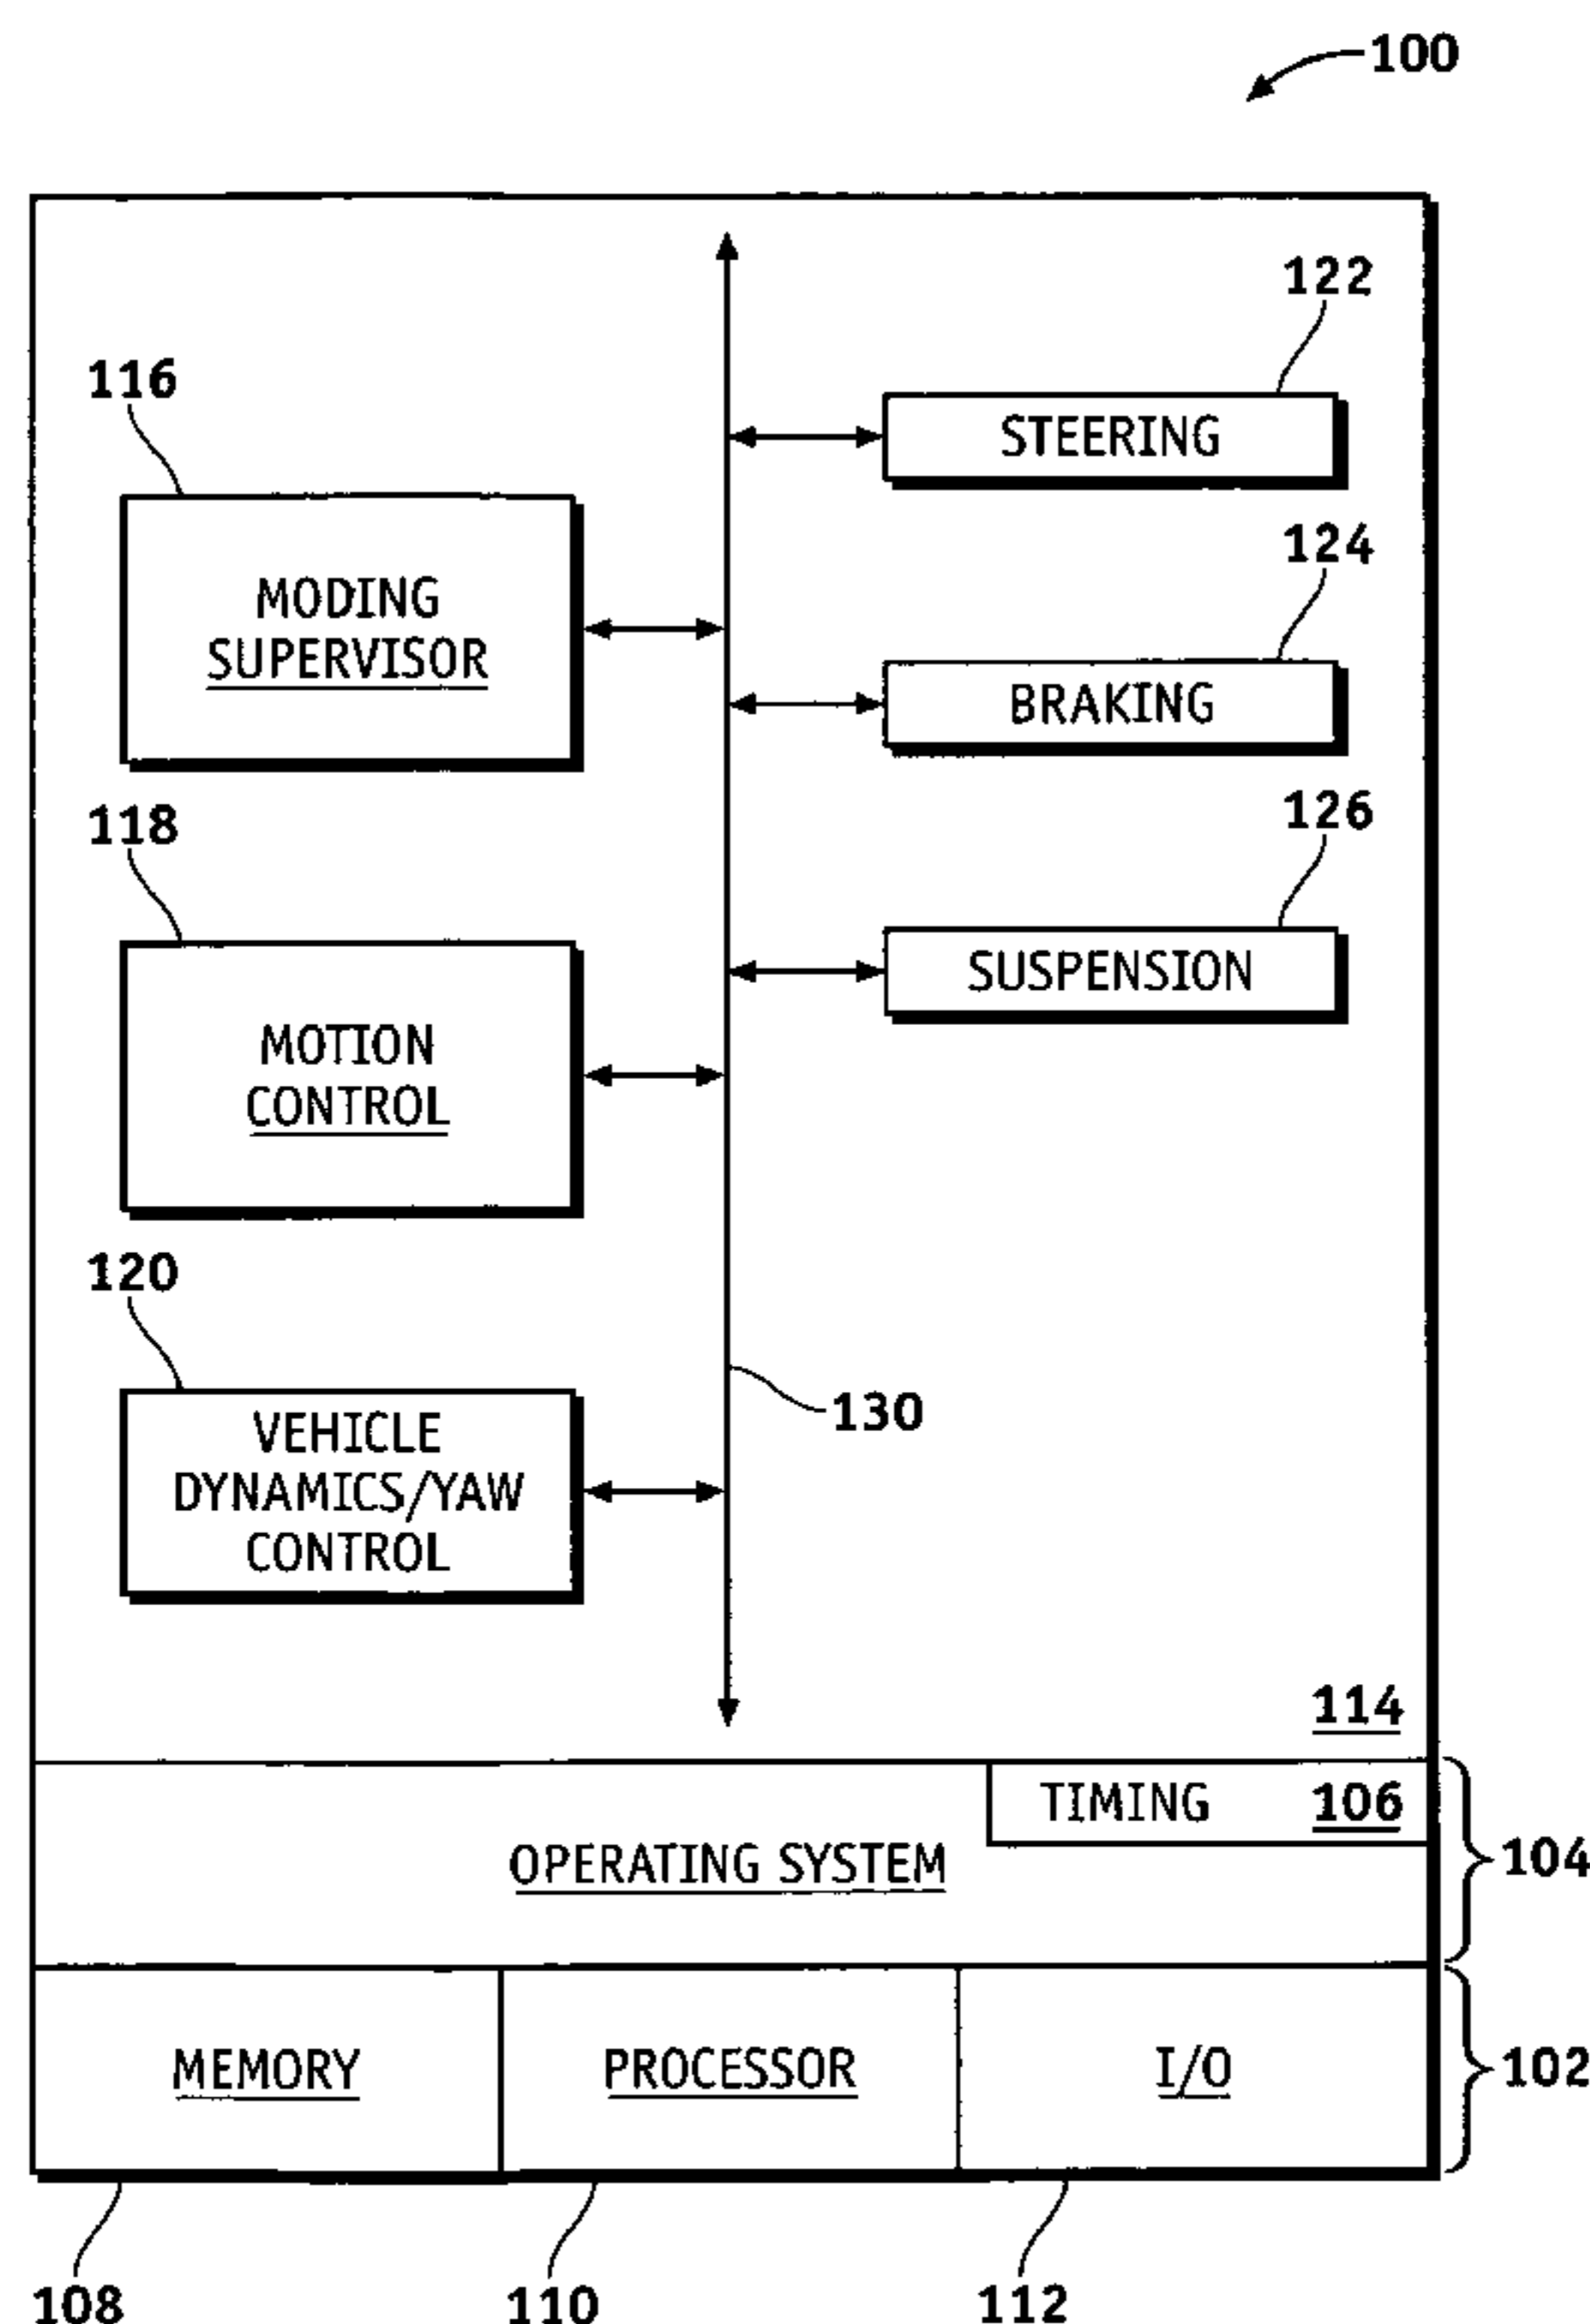 100
122
116
STEERING
124
MODING
SUPERVISOR
BRAKING
118
126
SUSPENSION
MOTION
CONTROL
120
130
VEHICLE
DYNAMICS/YAW
CONTROL
114
TIMING 106
OPERATING SYSTEM
104
MEMORY
PROCESSOR
I/O
102
108
110
112